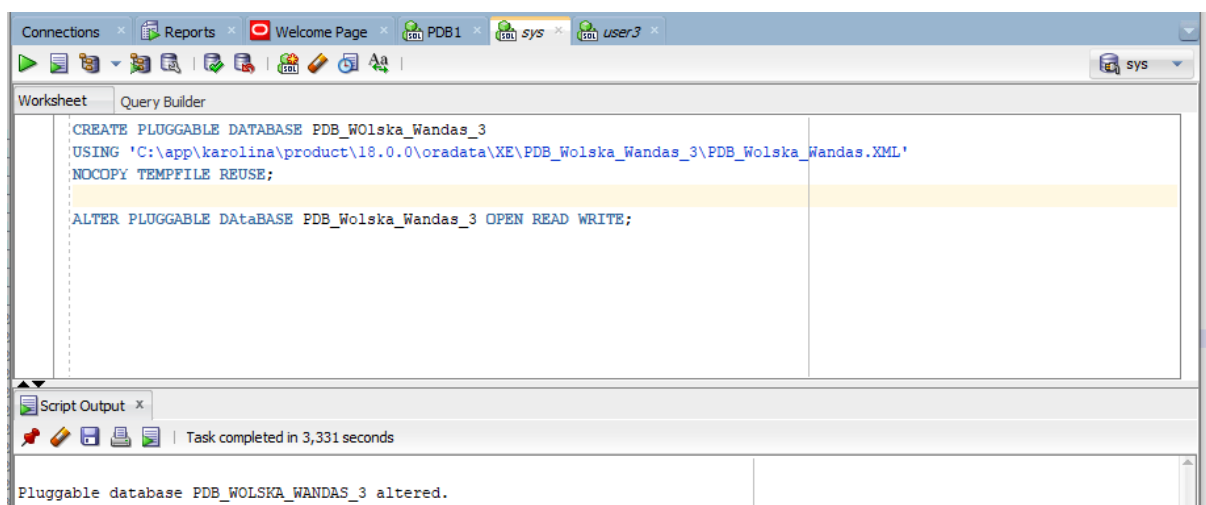 Connections Reports Welcome Page PDB1 sys user3
sys
Worksheet Query Builder
CREATE PLUGGABLE DATABASE PDB_WOlska_Wandas_3
USING 'C:\app\karolina\product\18.0.0\oradata\XE\PDB_Wolska_Wandas_3\PDB_Wolska_Wandas.XML'
NOCOPY TEMPFILE REUSE;
ALTER PLUGGABLE DAtaBASE PDB_Wolska_Wandas_3 OPEN READ WRITE;
Script Output x
Task completed in 3,331 seconds
Pluggable database PDB_WOLSKA_WANDAS_3 altered.